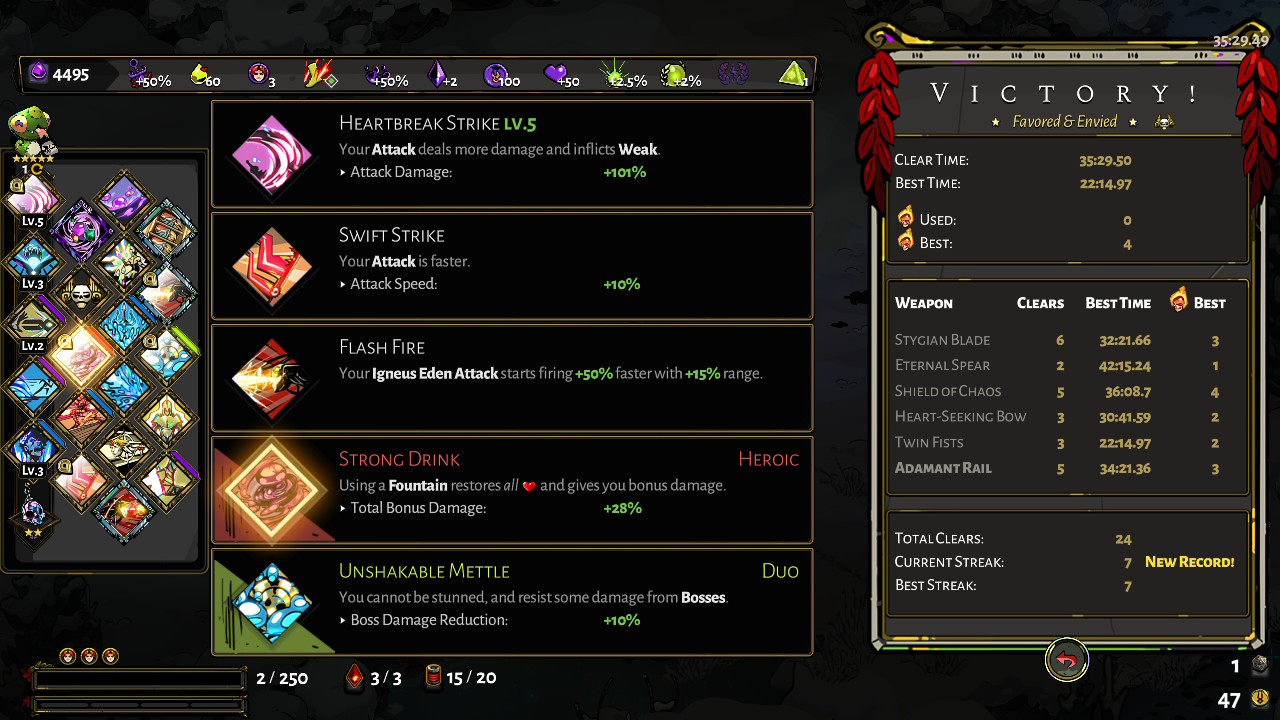 4495
+50%
60
3
+50%
+2
100
+50
+2.5%
+2%
1
35:29.49
1
Lv.5
Lv.3
Lv.2
Lv.3
HEARTBREAK STRIKE LV.5
Your Attack deals more damage and inflicts Weak.
Attack Damage: +101%
SWIFT STRIKE
Your Attack is faster.
Attack Speed: +10%
FLASH FIRE
Your Igneus Eden Attack starts firing +50% faster with +15% range.
STRONG DRINK HEROIC
Using a Fountain restores all and gives you bonus damage.
Total Bonus Damage: +28%
UNSHAKABLE METTLE DUO
You cannot be stunned, and resist some damage from Bosses.
Boss Damage Reduction: +10%
2 / 250
3 / 3
15 / 20
VICTORY!
Favored & Envied
CLEAR TIME: 35:29.50
BEST TIME: 22:14.97
USED: 0
BEST: 4
WEAPON CLEARS BEST TIME BEST
STYGIAN BLADE 6 32:21.66 3
ETERNAL SPEAR 2 42:15.24 1
SHIELD OF CHAOS 5 36:08.7 4
HEART-SEEKING BOW 3 30:41.59 2
TWIN FISTS 3 22:14.97 2
ADAMANT RAIL 5 34:21.36 3
TOTAL CLEARS: 24
CURRENT STREAK: 7 NEW RECORD!
BEST STREAK: 7
1
47